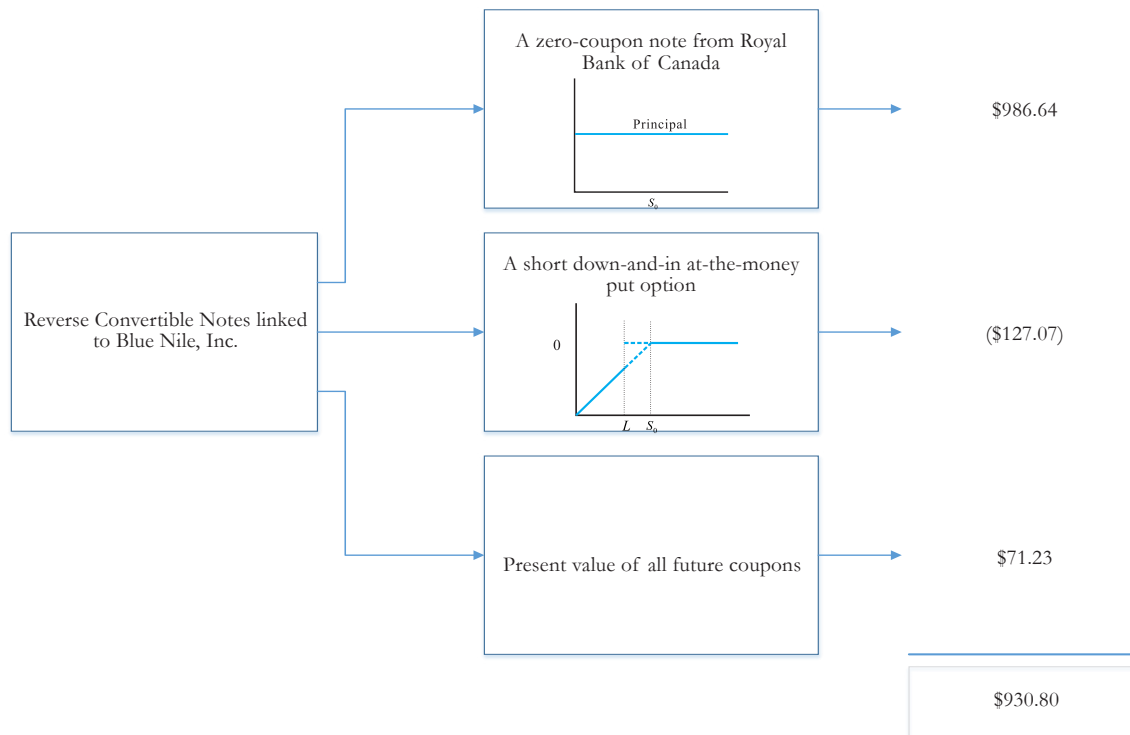 A zero-coupon note from Royal
Bank of Canada
Principal
S₀
$986.64
Reverse Convertible Notes linked
to Blue Nile, Inc.
A short down-and-in at-the-money
put option
0
L S₀
($127.07)
Present value of all future coupons
$71.23
$930.80